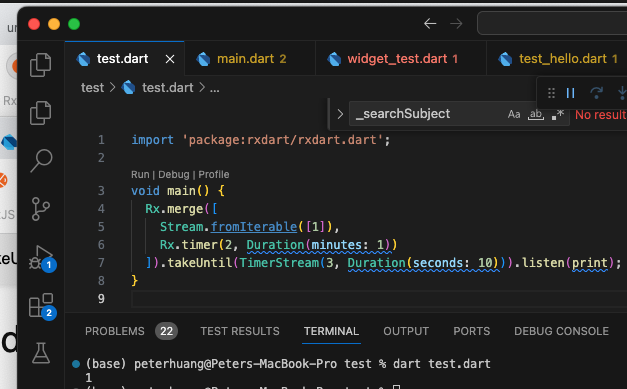 un
test.dart
main.dart 2
widget_test.dart 1
test_hello.dart 1
Rx
test > test.dart > ...
_searchSubject
Aa
ab
.*
No result
1 import 'package:rxdart/rxdart.dart';
2
Run | Debug | Profile
3 void main() {
4 Rx.merge([
5 Stream.fromIterable([1]),
6 Rx.timer(2, Duration(minutes: 1))
7 ]).takeUntil(TimerStream(3, Duration(seconds: 10))).listen(print);
8 }
9
JS
1
2
PROBLEMS 22 TEST RESULTS TERMINAL OUTPUT PORTS DEBUG CONSOLE
(base) peterhuang@Peters-MacBook-Pro test % dart test.dart
1